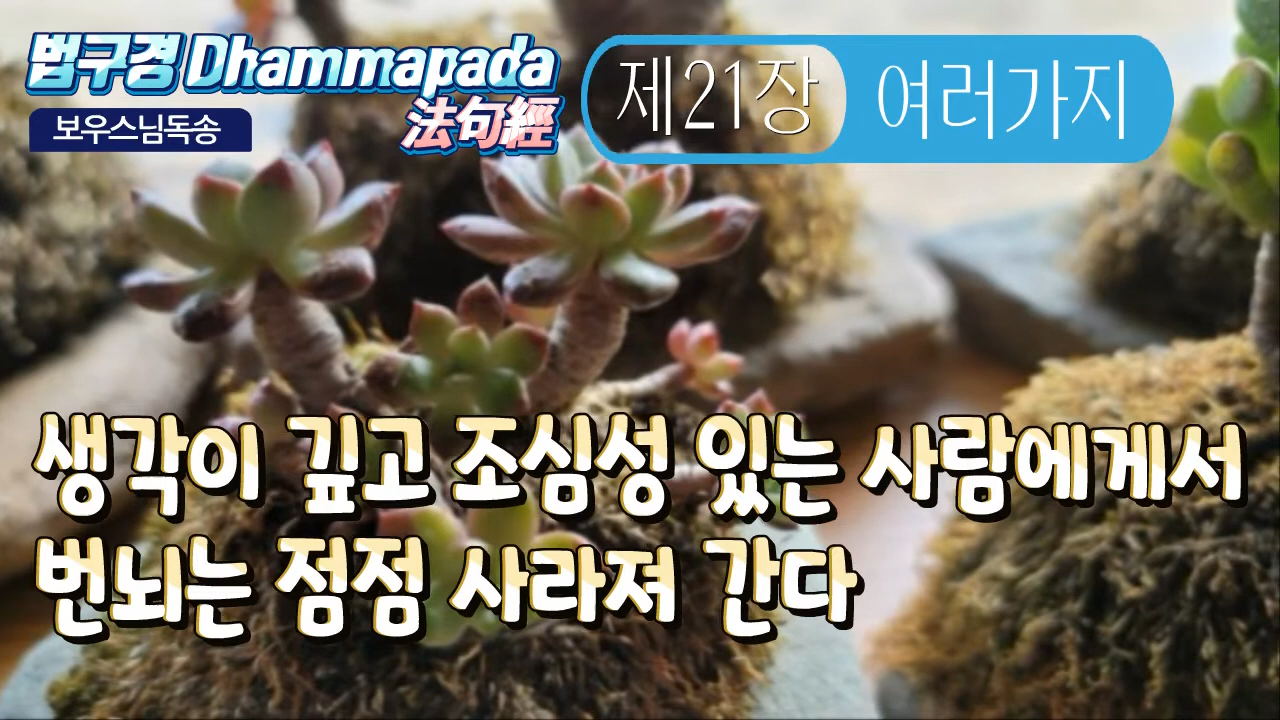 법구경 Dhammapada
法句經
보우스님독송
제21장 여러가지
생각이 깊고 조심성 있는 사람에게서
번뇌는 점점 사라져 간다